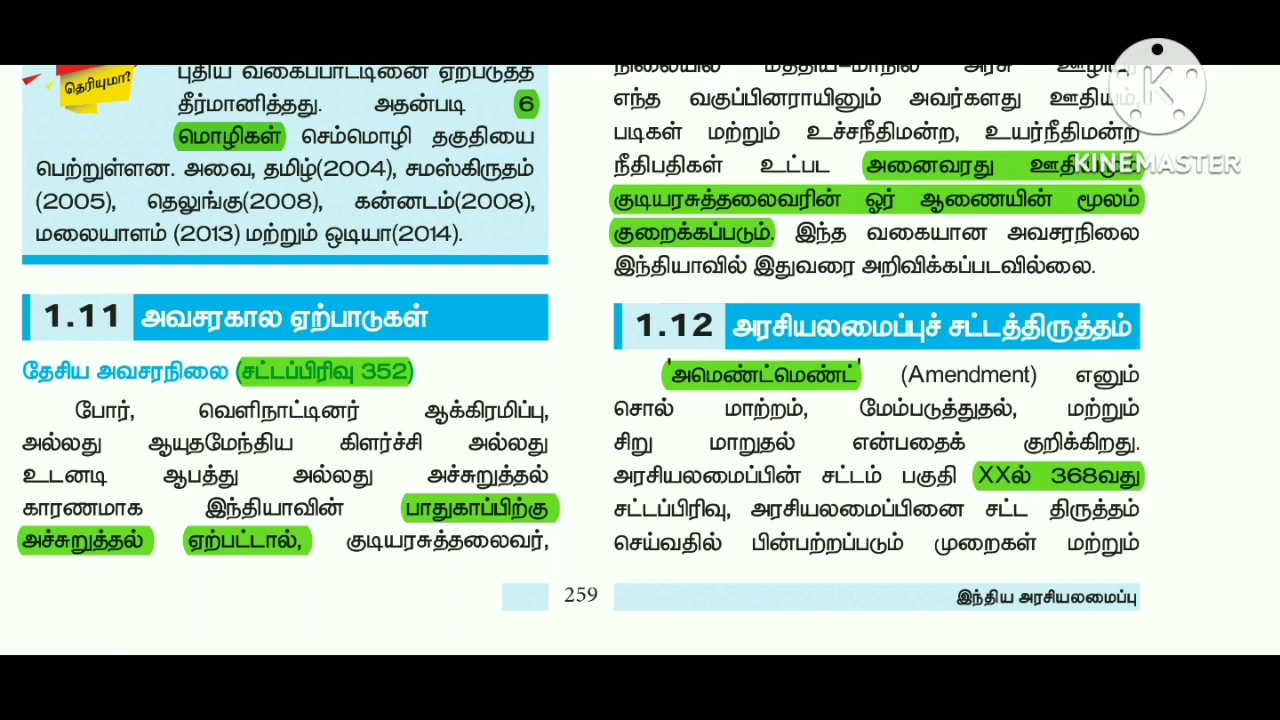 தெரியுமா?
புதிய வகைப்பாட்டினை ஏற்படுத்த
தீர்மானித்தது. அதன்படி 6
மொழிகள் செம்மொழி தகுதியை
பெற்றுள்ளன. அவை, தமிழ்(2004), சமஸ்கிருதம்
(2005), தெலுங்கு(2008), கன்னடம்(2008),
மலையாளம் (2013) மற்றும் ஒடியா(2014).
1.11 அவசரகால ஏற்பாடுகள்
தேசிய அவசரநிலை (சட்டப்பிரிவு 352)
போர், வெளிநாட்டினர் ஆக்கிரமிப்பு,
அல்லது ஆயுதமேந்திய கிளர்ச்சி அல்லது
உடனடி ஆபத்து அல்லது அச்சுறுத்தல்
காரணமாக இந்தியாவின் பாதுகாப்பிற்கு
அச்சுறுத்தல் ஏற்பட்டால், குடியரசுத்தலைவர்,
நிலையில் மத்திய-மாநில அரசு
எந்த வகுப்பினராயினும் அவர்களது ஊதியம்,
படிகள் மற்றும் உச்சநீதிமன்ற, உயர்நீதிமன்ற
நீதிபதிகள் உட்பட அனைவரது
குடியரசுத்தலைவரின் ஓர் ஆணையின் மூலம்
குறைக்கப்படும். இந்த வகையான அவசரநிலை
இந்தியாவில் இதுவரை அறிவிக்கப்படவில்லை.
1.12 அரசியலமைப்புச் சட்டத்திருத்தம்
'அமெண்ட்மெண்ட்' (Amendment) எனும்
சொல் மாற்றம், மேம்படுத்துதல், மற்றும்
சிறு மாறுதல் என்பதைக் குறிக்கிறது.
அரசியலமைப்பின் சட்டம் பகுதி XXல் 368வது
சட்டப்பிரிவு, அரசியலமைப்பினை சட்ட திருத்தம்
செய்வதில் பின்பற்றப்படும் முறைகள் மற்றும்
259
இந்திய அரசியலமைப்பு
KINEMASTER